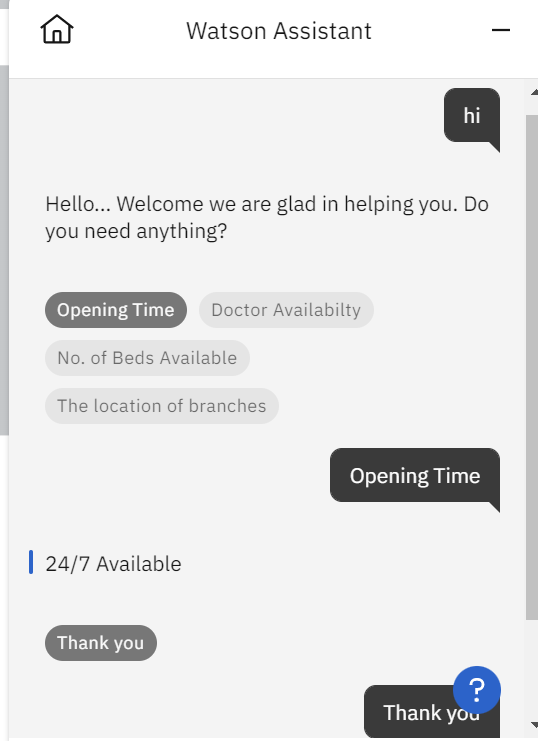 Watson Assistant
hi
Hello... Welcome we are glad in helping you. Do
you need anything?
Opening Time
Doctor Availabilty
No. of Beds Available
The location of branches
Opening Time
24/7 Available
Thank you
?
Thank you